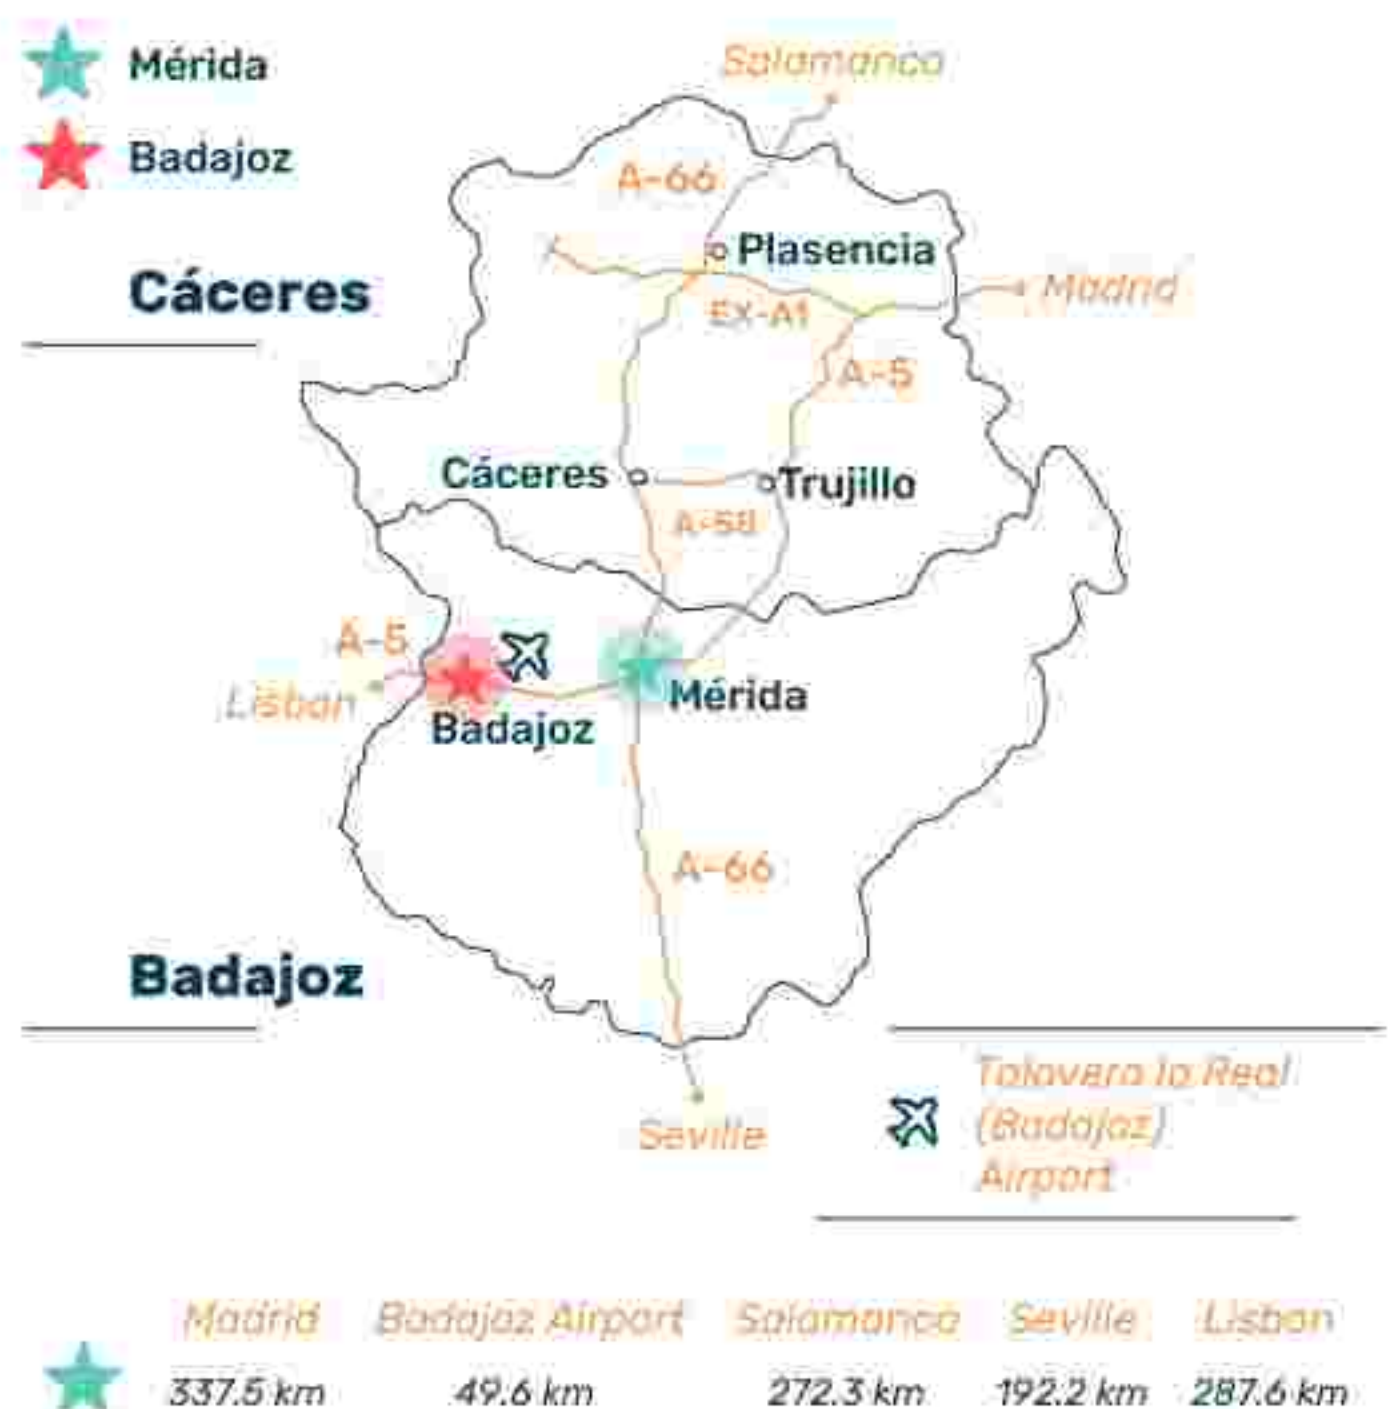 Mérida
Salamanca
Badajoz
A-66
Plasencia
Cáceres
Madrid
EX-A1
A-5
Cáceres
Trujillo
A-58
A-5
Lisbon
Mérida
Badajoz
A-66
Badajoz
Talavera la Real
(Badajoz)
Airport
Seville
Madrid Badajoz Airport Salamanca Seville Lisbon
337.5 km 49.6 km 272.3 km 192.2 km 287.6 km